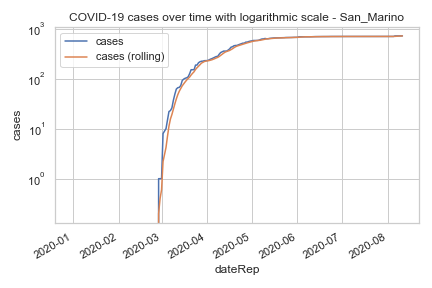 COVID-19 cases over time with logarithmic scale - San_Marino
cases
cases (rolling)
10³
10²
10¹
10⁰
cases
2020-01
2020-02
2020-03
2020-04
2020-05
2020-06
2020-07
2020-08
dateRep